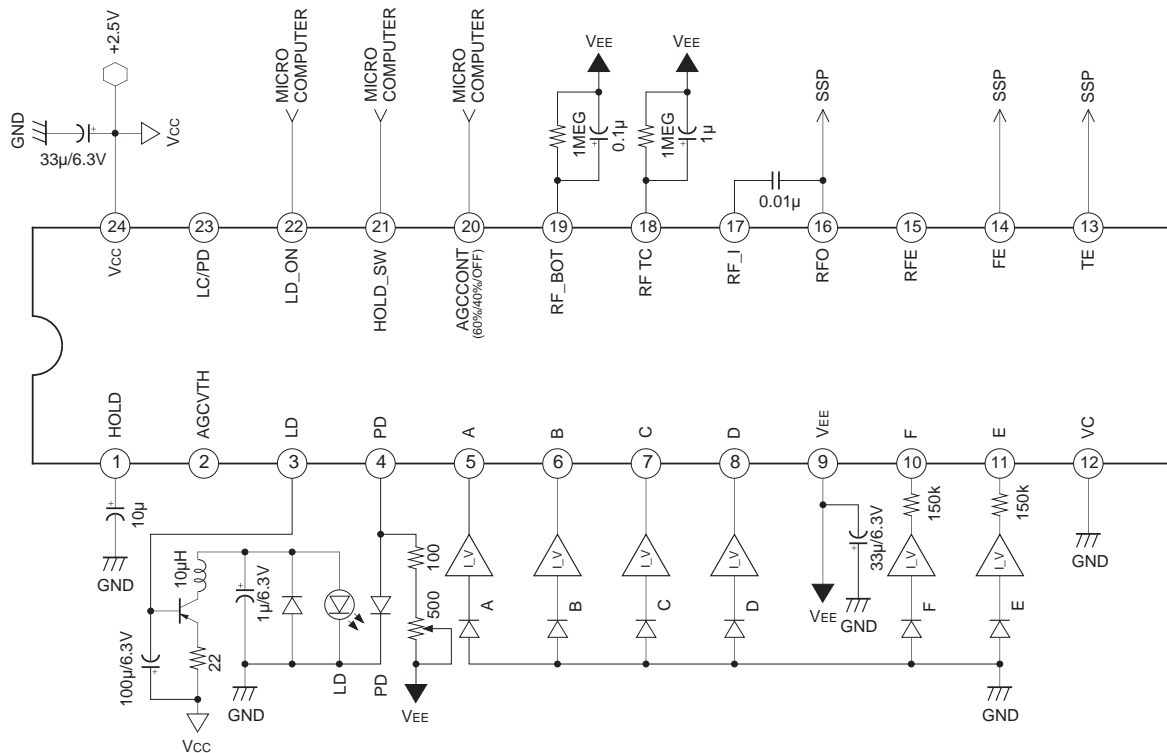 +2.5V
GND
33µ/6.3V
VCC
MICRO
COMPUTER
MICRO
COMPUTER
MICRO
COMPUTER
VEE
1MEG
0.1µ
VEE
1MEG
1µ
0.01µ
SSP
SSP
SSP
24
23
22
21
20
19
18
17
16
15
14
13
VCC
LC/PD
LD_ON
HOLD_SW
AGCCONT
(60%/40%/OFF)
RF_BOT
RF TC
RF_I
RFO
RFE
FE
TE
HOLD
AGCVTH
LD
PD
A
B
C
D
VEE
F
E
VC
1
2
3
4
5
6
7
8
9
10
11
12
10µ
GND
100µ/6.3V
10µH
22
VCC
1µ/6.3V
GND
LD
PD
100
500
VEE
I_V
A
I_V
B
I_V
C
I_V
D
33µ/6.3V
VEE
GND
150k
I_V
F
150k
I_V
E
GND
GND